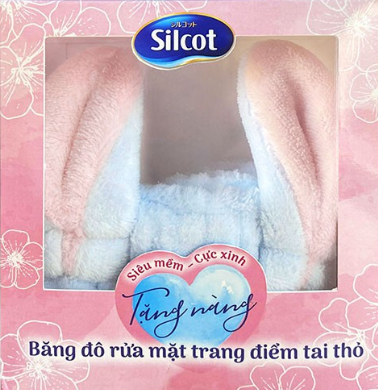 シルコット
Silcot
Siêu mềm - Cực xinh
Tặng nàng
Băng đô rửa mặt trang điểm tai thỏ